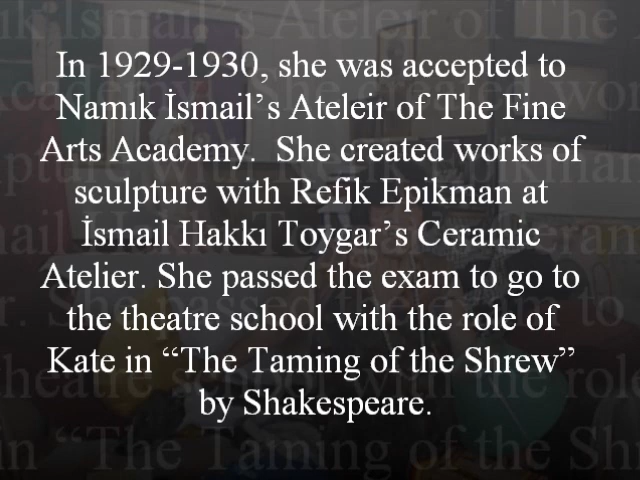 In 1929-1930, she was accepted to
Namık İsmail’s Ateleir of The Fine
Arts Academy.  She created works of
sculpture with Refik Epikman at
İsmail Hakkı Toygar’s Ceramic
Atelier. She passed the exam to go to
the theatre school with the role of
Kate in “The Taming of the Shrew”
by Shakespeare.